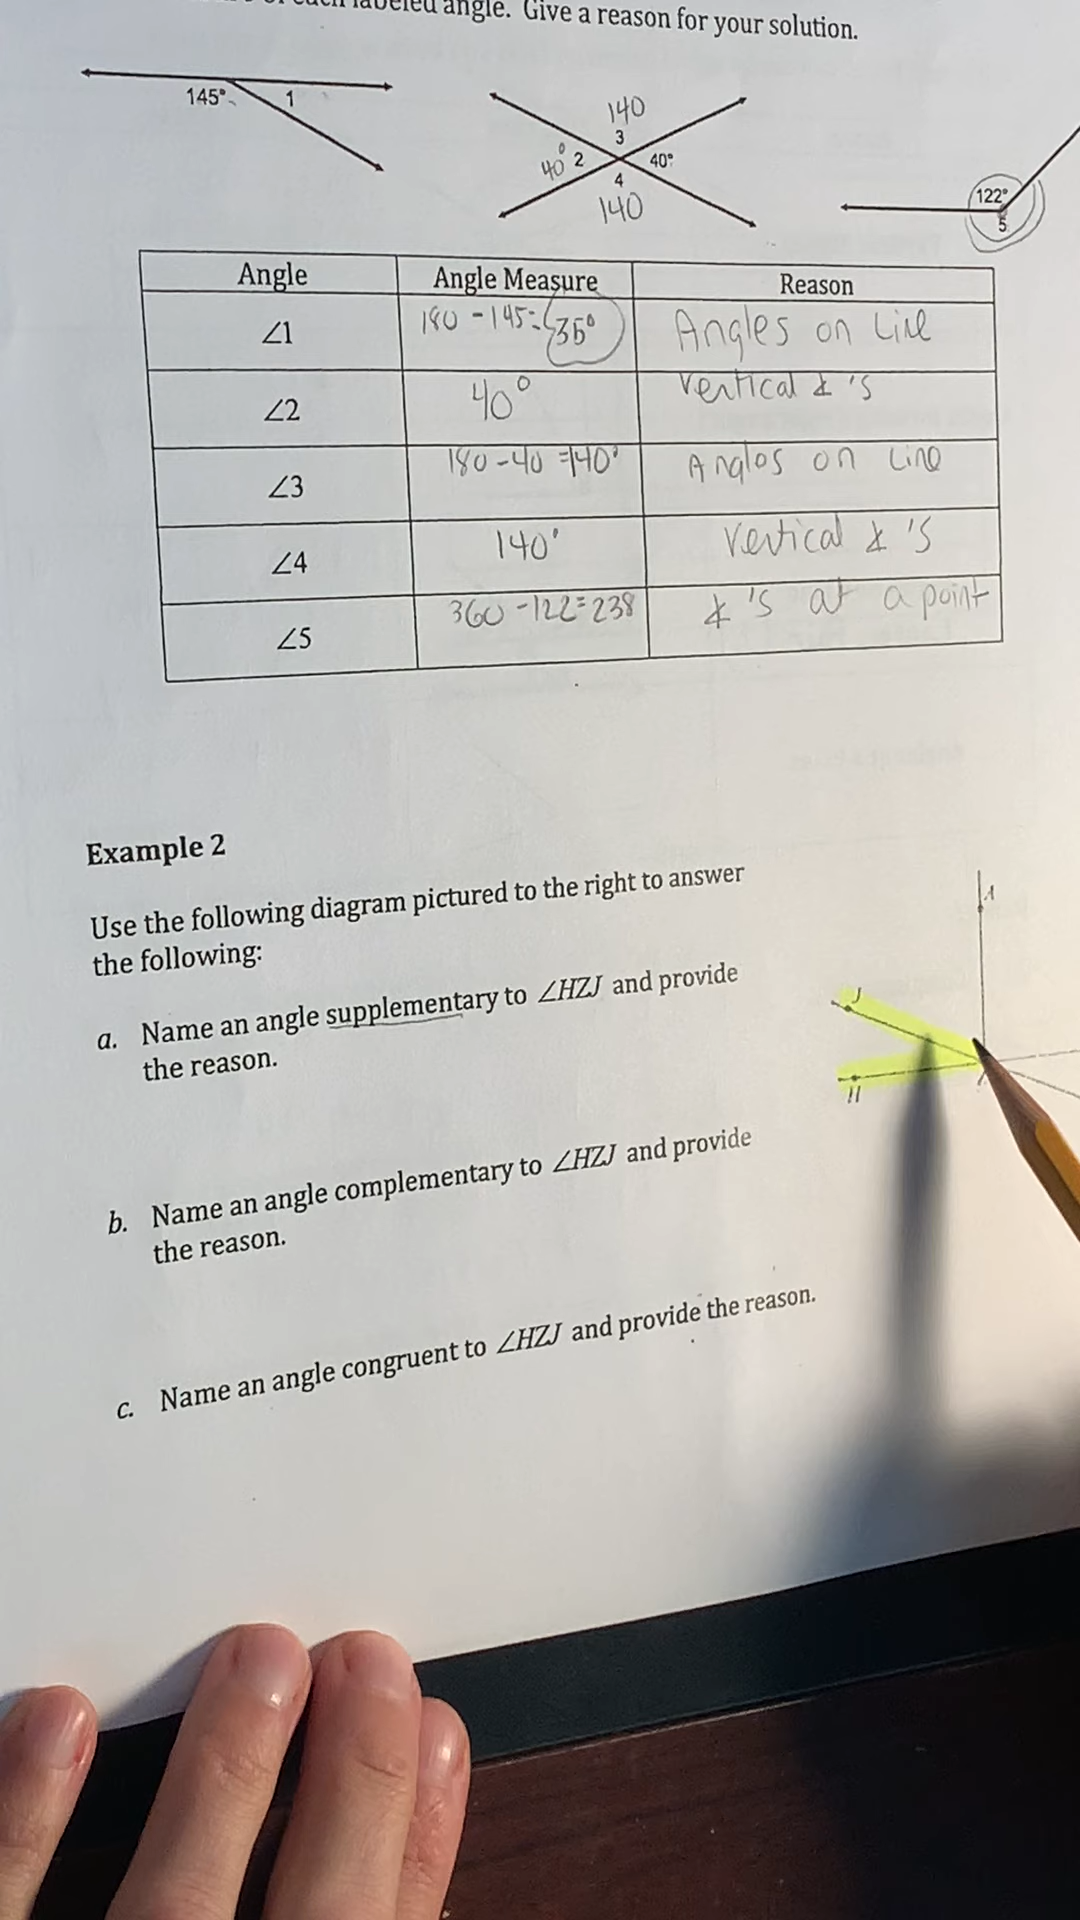 labeled angle. Give a reason for your solution.
145°
1
140
3
40° 2
40°
4
140
122°
5
Angle Angle Measure Reason
∠1 180 - 145= 35° Angles on Line
∠2 40° Vertical ∡'s
∠3 180-40 =140° Angles on Line
∠4 140° Vertical ∡'s
∠5 360 -122=238 ∡'s at a point
Example 2
Use the following diagram pictured to the right to answer
the following:
a. Name an angle supplementary to ∠HZJ and provide
the reason.
J
H
b. Name an angle complementary to ∠HZJ and provide
the reason.
c. Name an angle congruent to ∠HZJ and provide the reason.